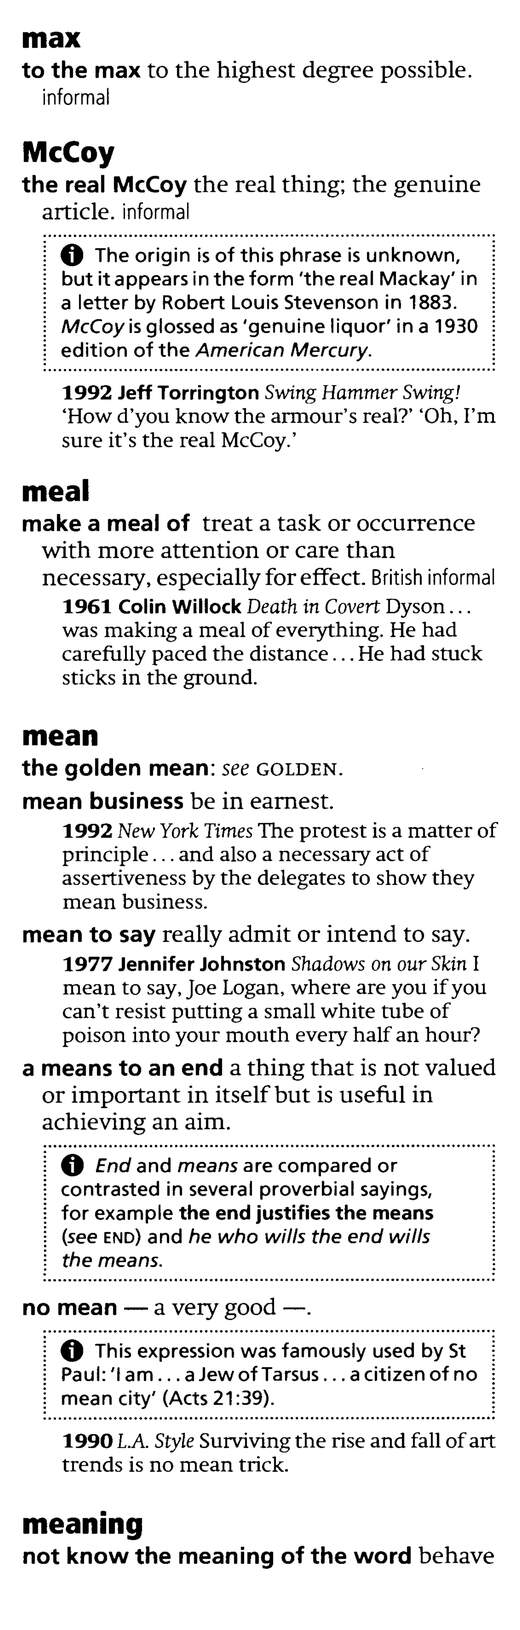 max
to the max to the highest degree possible.
informal
McCoy
the real McCoy the real thing; the genuine
article. informal
The origin is of this phrase is unknown,
but it appears in the form 'the real Mackay' in
a letter by Robert Louis Stevenson in 1883.
McCoy is glossed as 'genuine liquor' in a 1930
edition of the American Mercury.
1992 Jeff Torrington Swing Hammer Swing!
'How d'you know the armour's real?' 'Oh, I'm
sure it's the real McCoy.'
meal
make a meal of treat a task or occurrence
with more attention or care than
necessary, especially for effect. British informal
1961 Colin Willock Death in Covert Dyson...
was making a meal of everything. He had
carefully paced the distance...He had stuck
sticks in the ground.
mean
the golden mean: see GOLDEN.
mean business be in earnest.
1992 New York Times The protest is a matter of
principle...and also a necessary act of
assertiveness by the delegates to show they
mean business.
mean to say really admit or intend to say.
1977 Jennifer Johnston Shadows on our Skin I
mean to say, Joe Logan, where are you if you
can't resist putting a small white tube of
poison into your mouth every half an hour?
a means to an end a thing that is not valued
or important in itself but is useful in
achieving an aim.
End and means are compared or
contrasted in several proverbial sayings,
for example the end justifies the means
(see END) and he who wills the end wills
the means.
no mean — a very good —.
This expression was famously used by St
Paul: 'I am...a Jew of Tarsus...a citizen of no
mean city' (Acts 21:39).
1990 L.A. Style Surviving the rise and fall of art
trends is no mean trick.
meaning
not know the meaning of the word behave